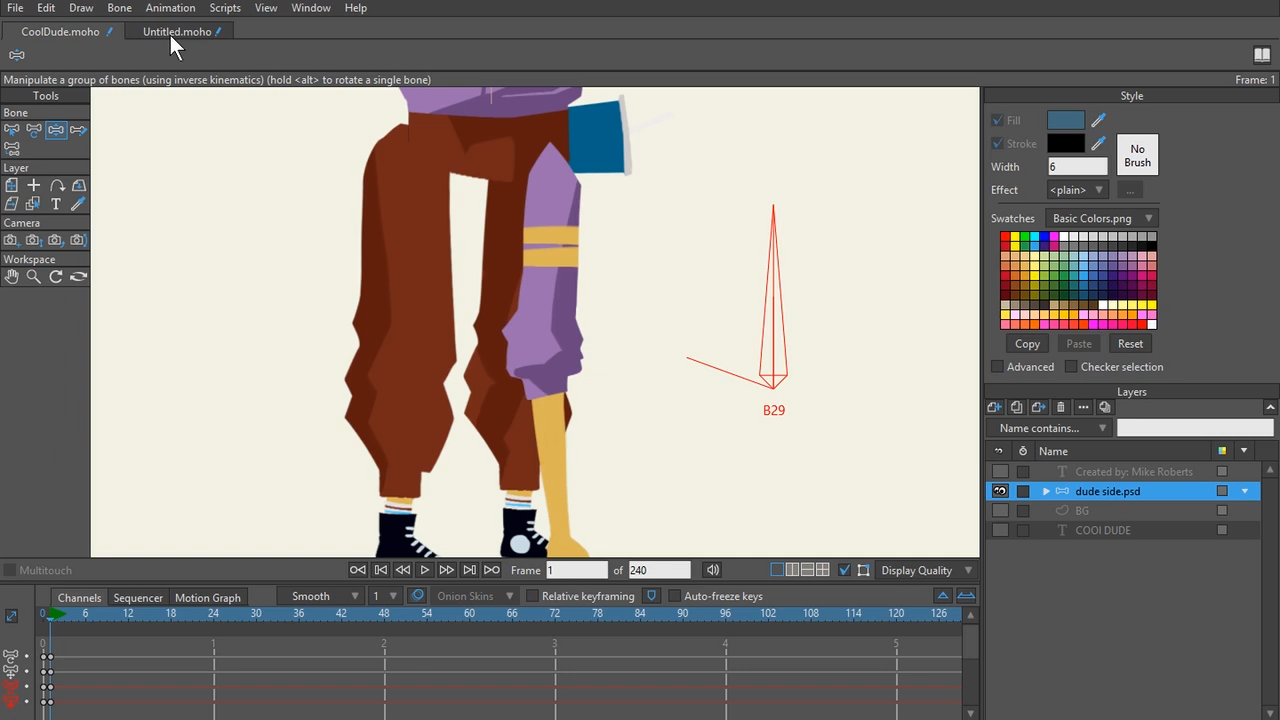 File Edit Draw Bone Animation Scripts View Window Help
CoolDude.moho Untitled.moho
Manipulate a group of bones (using inverse kinematics) (hold <alt> to rotate a single bone) Frame: 1
Tools Style
Bone
Fill
Stroke
No Brush
Width 6
Layer
Effect <plain> ...
T
Swatches Basic Colors.png
Camera
Workspace
Copy Paste Reset
Advanced Checker selection
Layers
B29
Name contains...
Name
T Created by: Mike Roberts
dude side.psd
BG
T COOl DUDE
Multitouch Frame 1 of 240 Display Quality
Channels Sequencer Motion Graph Smooth 1 Onion Skins Relative keyframing Auto-freeze keys
0 6 12 18 24 30 36 42 48 54 60 66 72 78 84 90 96 102 108 114 120 126
0 1 2 3 4 5